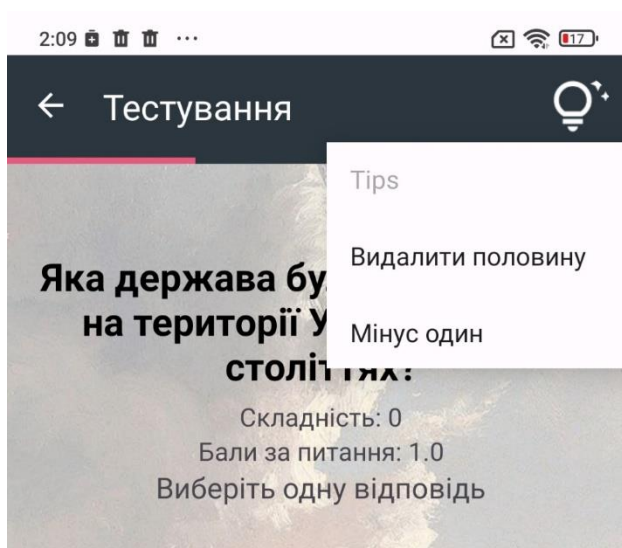 2:09
17
Тестування
Tips
Видалити половину
Мінус один
Яка держава бу
на території У
століттях?
Складність: 0
Бали за питання: 1.0
Виберіть одну відповідь